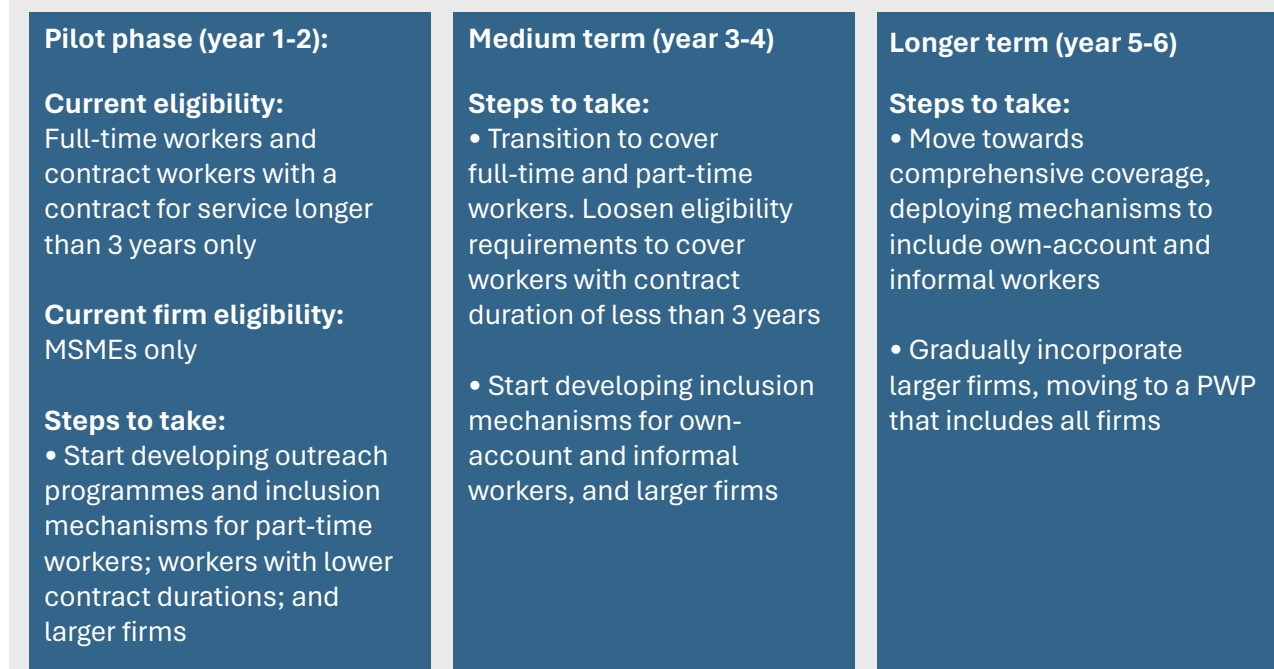 Pilot phase (year 1-2):
Current eligibility:
Full-time workers and
contract workers with a
contract for service longer
than 3 years only
Current firm eligibility:
MSMEs only
Steps to take:
• Start developing outreach
programmes and inclusion
mechanisms for part-time
workers; workers with lower
contract durations; and
larger firms
Medium term (year 3-4)
Steps to take:
• Transition to cover
full-time and part-time
workers. Loosen eligibility
requirements to cover
workers with contract
duration of less than 3 years
• Start developing inclusion
mechanisms for own-
account and informal
workers, and larger firms
Longer term (year 5-6)
Steps to take:
• Move towards
comprehensive coverage,
deploying mechanisms to
include own-account and
informal workers
• Gradually incorporate
larger firms, moving to a PWP
that includes all firms